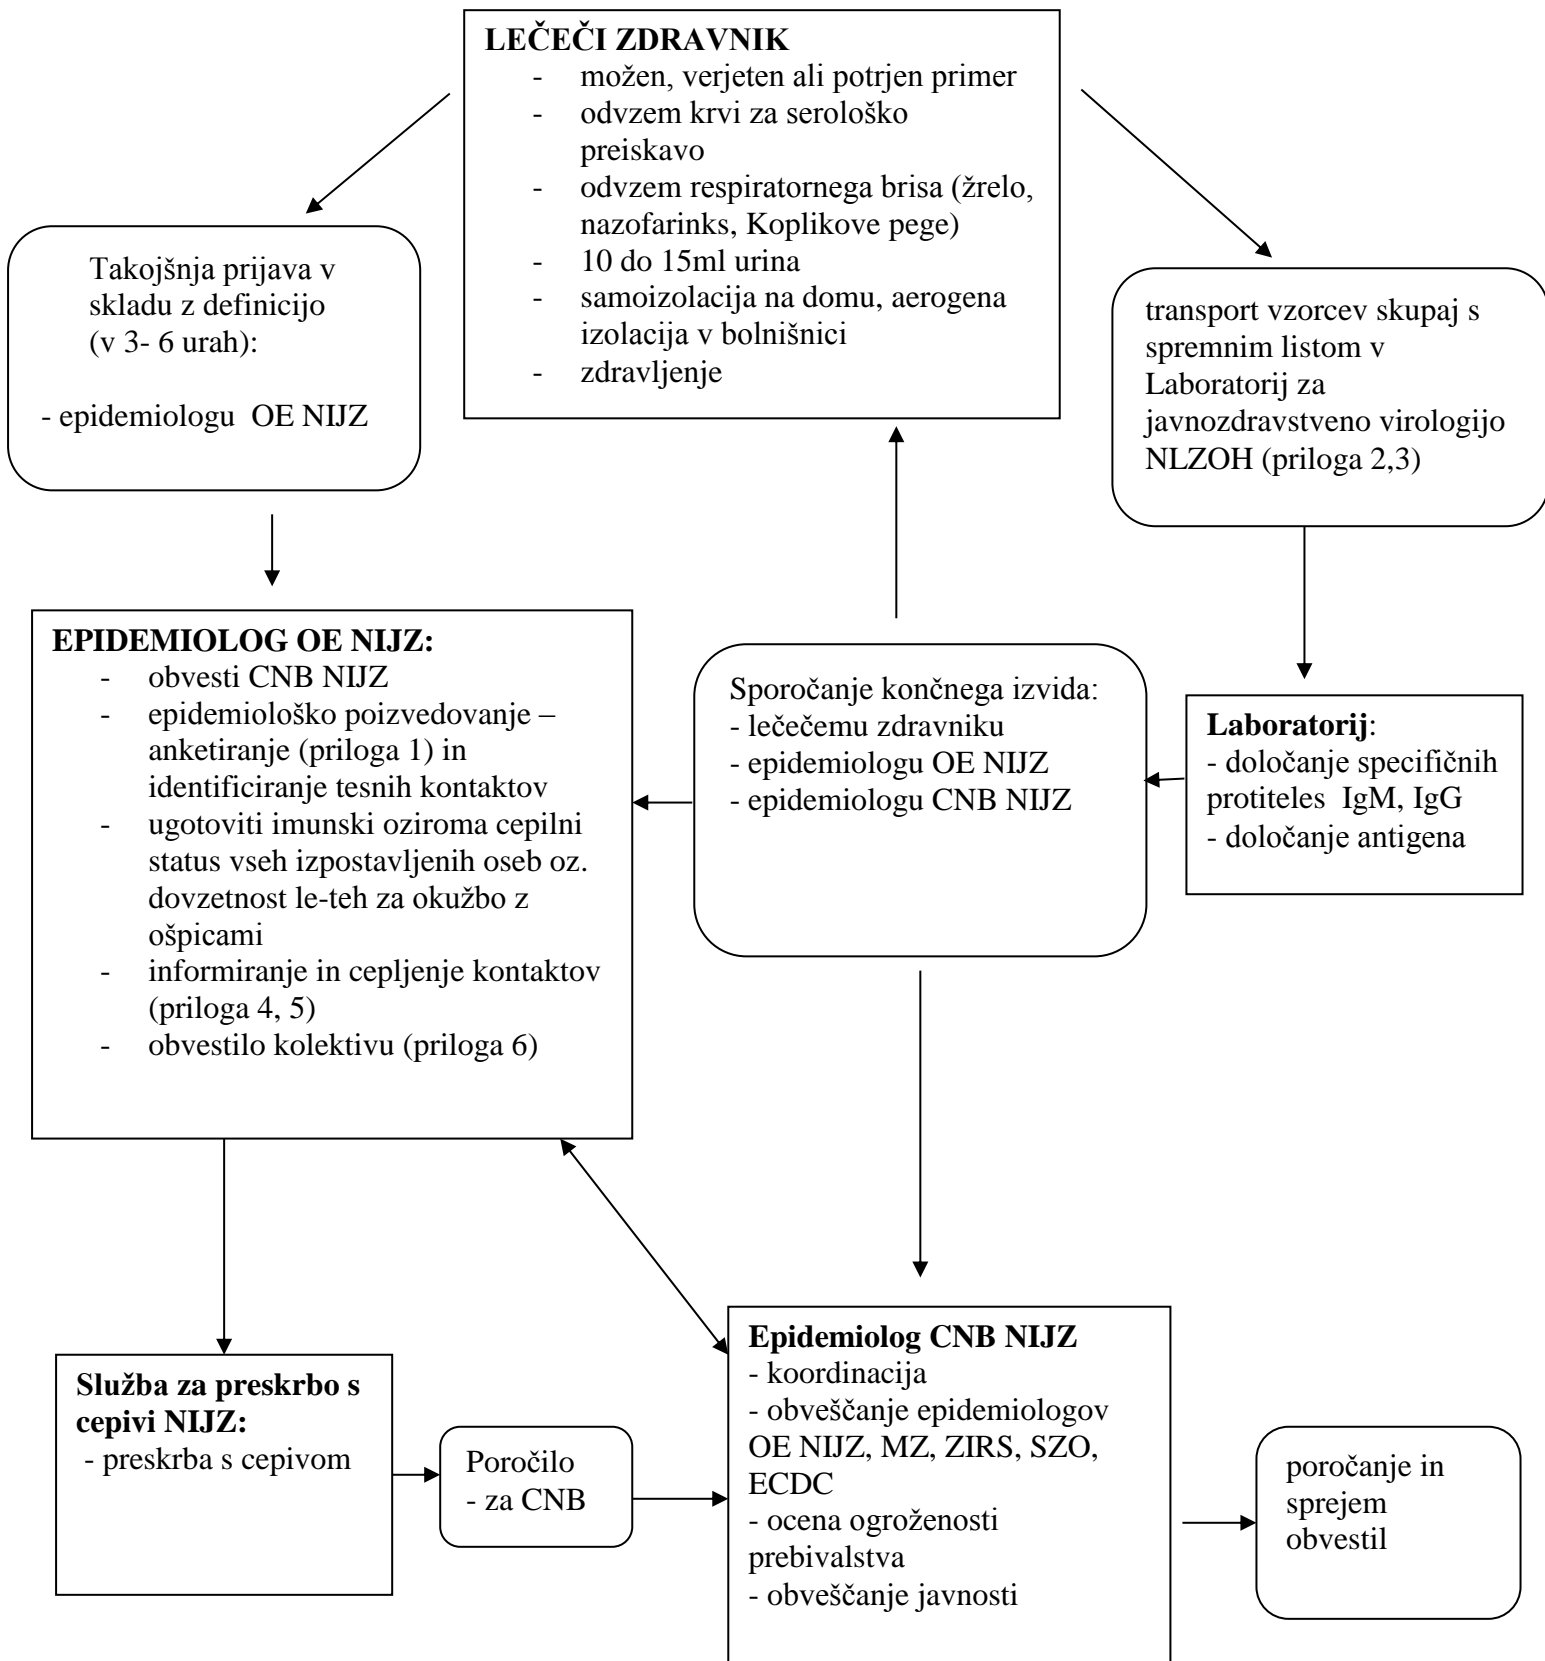 LEČEČI ZDRAVNIK
- možen, verjeten ali potrjen primer
- odvzem krvi za serološko
preiskavo
- odvzem respiratornega brisa (žrelo,
nazofarinks, Koplikove pege)
- 10 do 15ml urina
- samoizolacija na domu, aerogena
izolacija v bolnišnici
- zdravljenje
Takojšnja prijava v
skladu z definicijo
(v 3- 6 urah):
- epidemiologu OE NIJZ
transport vzorcev skupaj s
spremnim listom v
Laboratorij za
javnozdravstveno virologijo
NLZOH (priloga 2,3)
EPIDEMIOLOG OE NIJZ:
- obvesti CNB NIJZ
- epidemiološko poizvedovanje –
anketiranje (priloga 1) in
identificiranje tesnih kontaktov
- ugotoviti imunski oziroma cepilni
status vseh izpostavljenih oseb oz.
dovzetnost le-teh za okužbo z
ošpicami
- informiranje in cepljenje kontaktov
(priloga 4, 5)
- obvestilo kolektivu (priloga 6)
Sporočanje končnega izvida:
- lečečemu zdravniku
- epidemiologu OE NIJZ
- epidemiologu CNB NIJZ
Laboratorij:
- določanje specifičnih
protiteles IgM, IgG
- določanje antigena
Služba za preskrbo s
cepivi NIJZ:
- preskrba s cepivom
Poročilo
- za CNB
Epidemiolog CNB NIJZ
- koordinacija
- obveščanje epidemiologov
OE NIJZ, MZ, ZIRS, SZO,
ECDC
- ocena ogroženosti
prebivalstva
- obveščanje javnosti
poročanje in
sprejem
obvestil